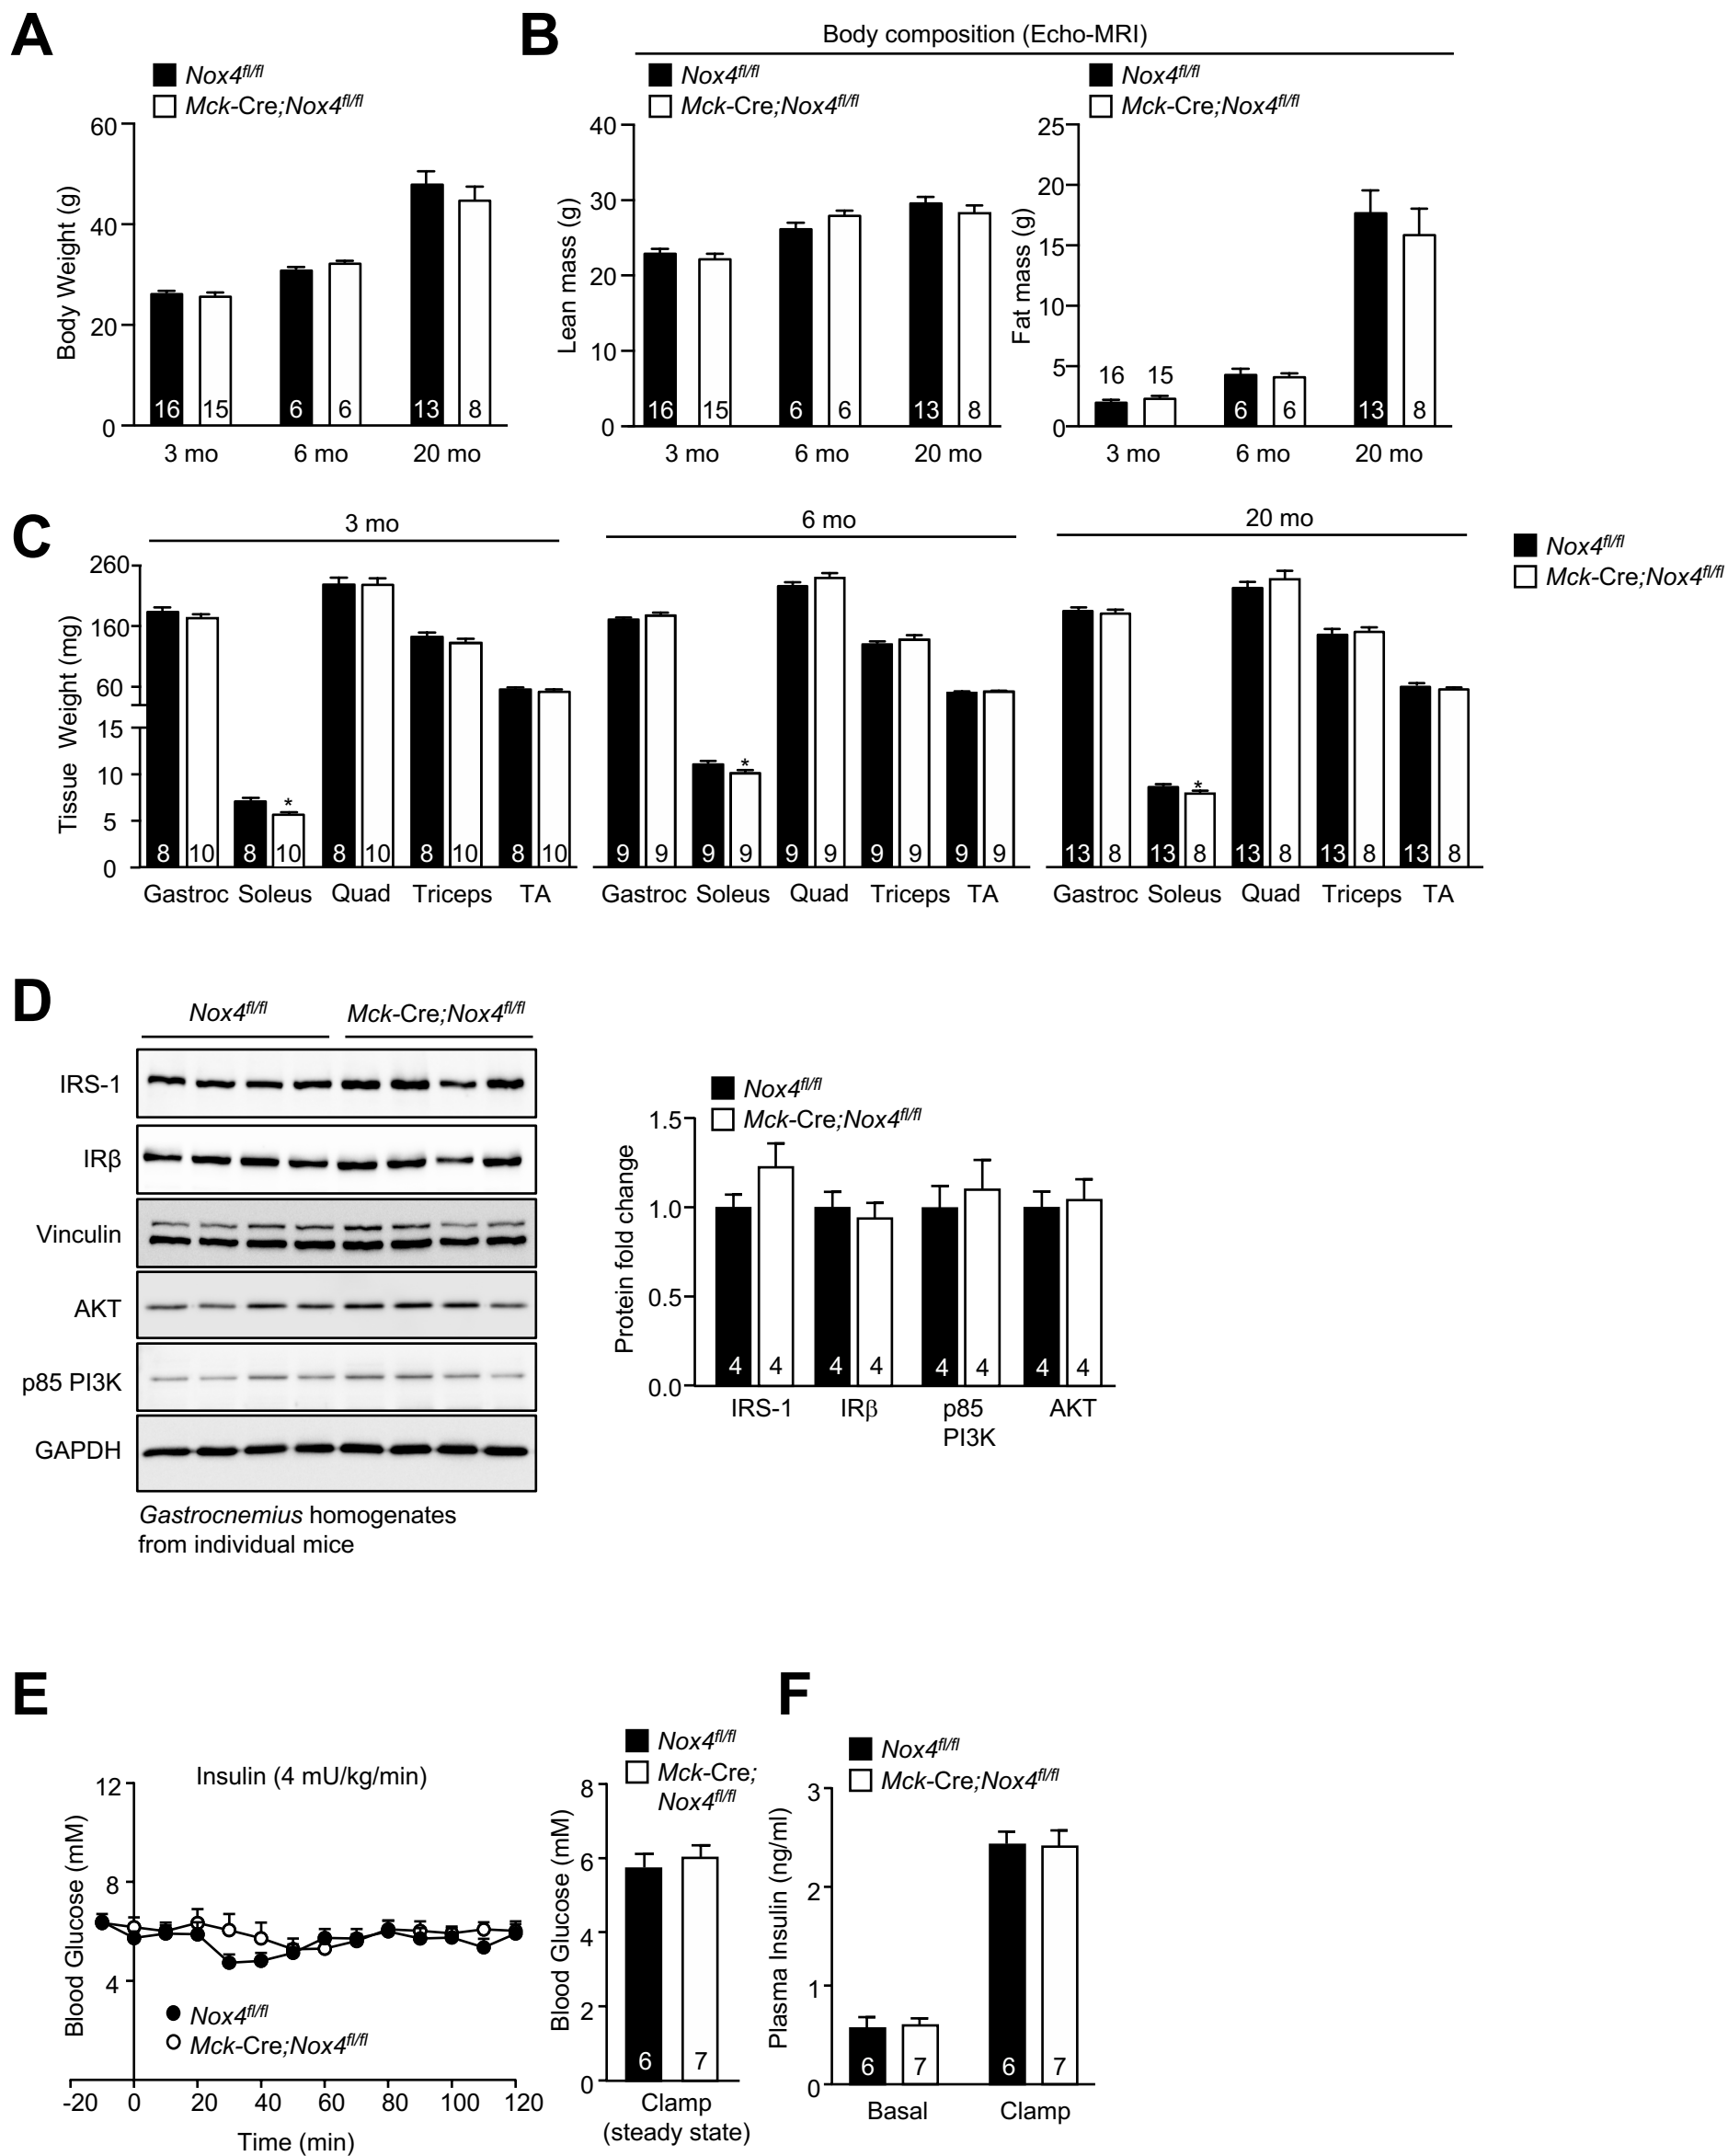 A
Nox4fl/fl
Mck-Cre;Nox4fl/fl
Body Weight (g)
60
40
20
0
16 15 6 6 13 8
3 mo 6 mo 20 mo
B
Body composition (Echo-MRI)
Nox4fl/fl
Mck-Cre;Nox4fl/fl
Lean mass (g)
40
30
20
10
0
16 15 6 6 13 8
3 mo 6 mo 20 mo
Nox4fl/fl
Mck-Cre;Nox4fl/fl
Fat mass (g)
25
20
15
10
5
0
16 15 6 6 13 8
3 mo 6 mo 20 mo
C
3 mo 6 mo 20 mo
Nox4fl/fl
Mck-Cre;Nox4fl/fl
Tissue Weight (mg)
260
160
60
15
10
5
0
* * *
8 10 8 10 8 10 8 10 8 10
9 9 9 9 9 9 9 9 9 9
13 8 13 8 13 8 13 8 13 8
Gastroc Soleus Quad Triceps TA
Gastroc Soleus Quad Triceps TA
Gastroc Soleus Quad Triceps TA
D
Nox4fl/fl Mck-Cre;Nox4fl/fl
IRS-1
IRβ
Vinculin
AKT
p85 PI3K
GAPDH
Gastrocnemius homogenates
from individual mice
Nox4fl/fl
Mck-Cre;Nox4fl/fl
Protein fold change
1.5
1.0
0.5
0.0
4 4 4 4 4 4 4 4
IRS-1 IRβ p85 AKT
PI3K
E
Insulin (4 mU/kg/min)
Blood Glucose (mM)
12
8
4
Nox4fl/fl
Mck-Cre;Nox4fl/fl
-20 0 20 40 60 80 100 120
Time (min)
Nox4fl/fl
Mck-Cre;
Nox4fl/fl
Blood Glucose (mM)
8
6
4
2
0
6 7
Clamp
(steady state)
F
Nox4fl/fl
Mck-Cre;Nox4fl/fl
Plasma Insulin (ng/ml)
3
2
1
0
6 7 6 7
Basal Clamp